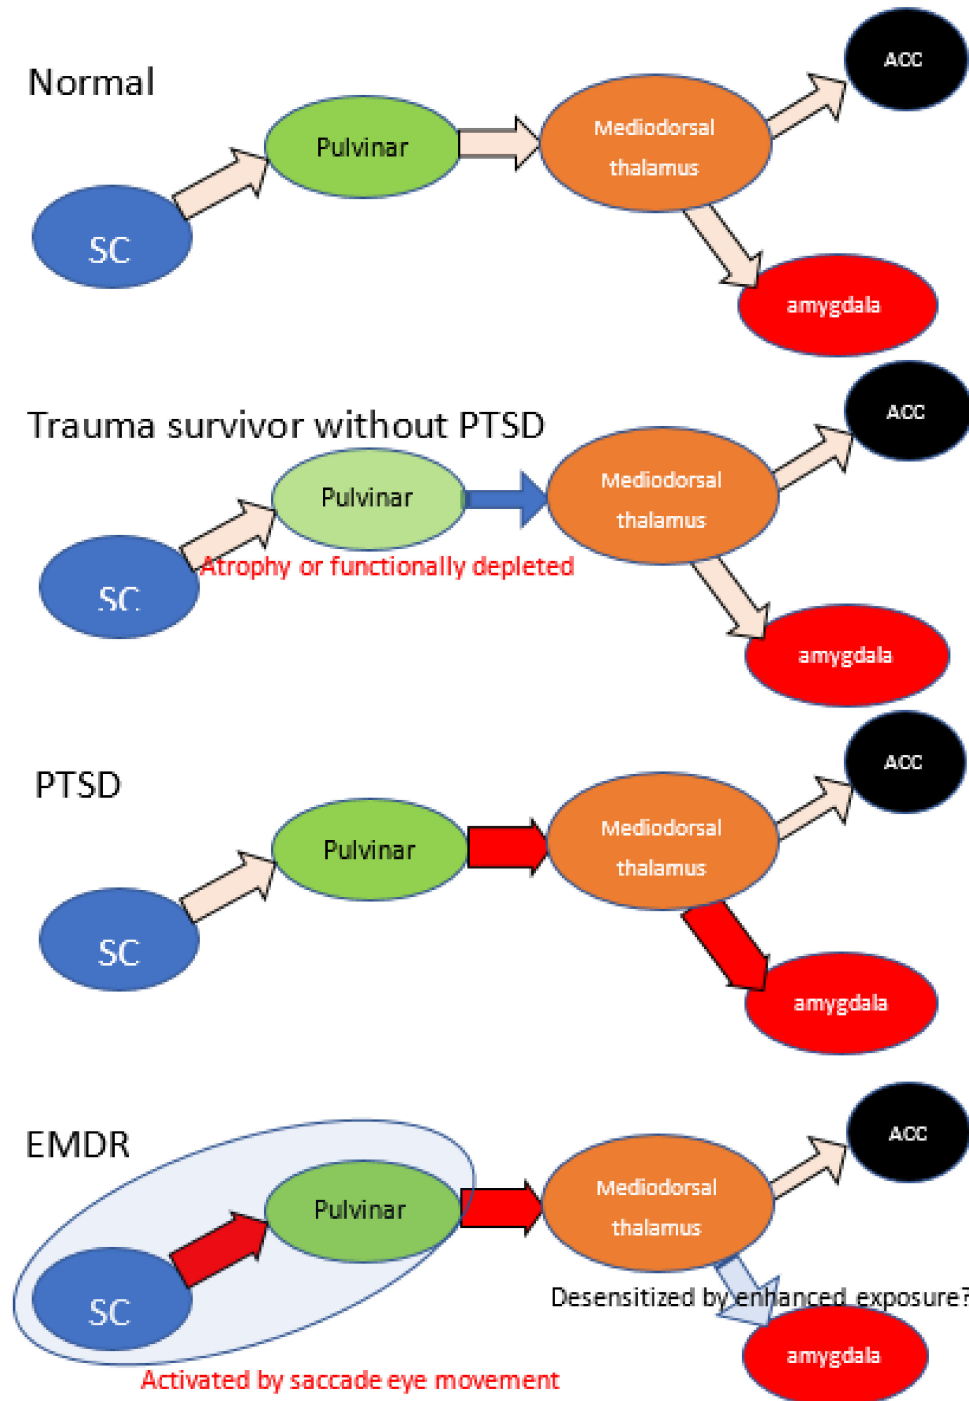 Normal
ACC
Pulvinar
Mediodorsal
thalamus
SC
amygdala
Trauma survivor without PTSD
ACC
Pulvinar
Mediodorsal
thalamus
Atrophy or functionally depleted
SC
amygdala
PTSD
ACC
Pulvinar
Mediodorsal
thalamus
SC
amygdala
EMDR
ACC
Pulvinar
Mediodorsal
thalamus
SC
Desensitized by enhanced exposure?
amygdala
Activated by saccade eye movement